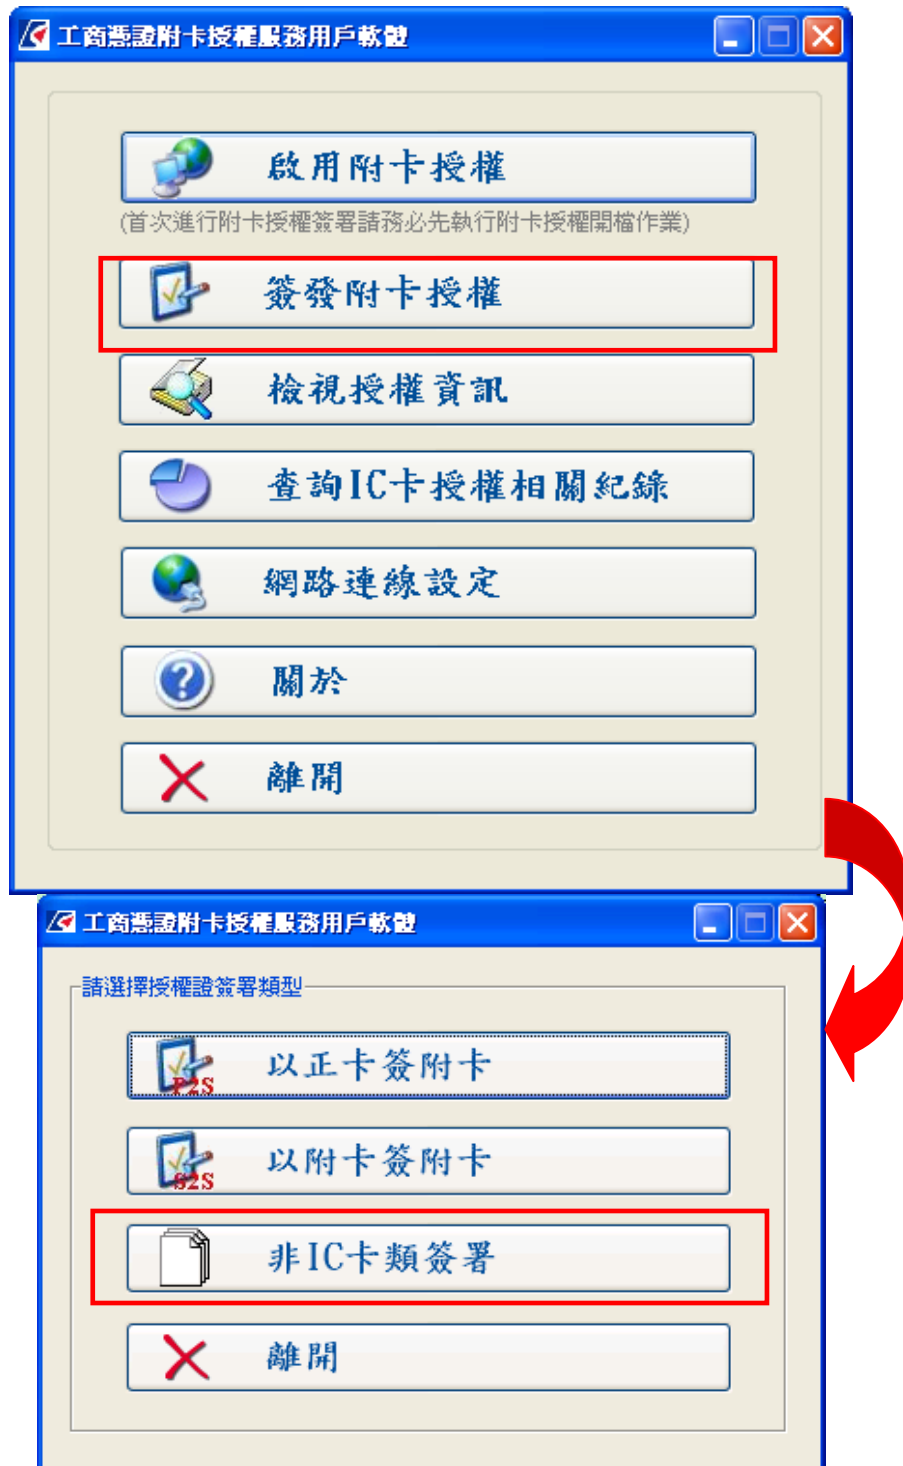 工商憑證附卡授權服務用戶軟體
啟用附卡授權
(首次進行附卡授權簽署請務必先執行附卡授權開檔作業)
簽發附卡授權
檢視授權資訊
查詢IC卡授權相關紀錄
網路連線設定
關於
離開
工商憑證附卡授權服務用戶軟體
請選擇授權證簽署類型
P2S
以正卡簽附卡
S2S
以附卡簽附卡
非IC卡類簽署
離開